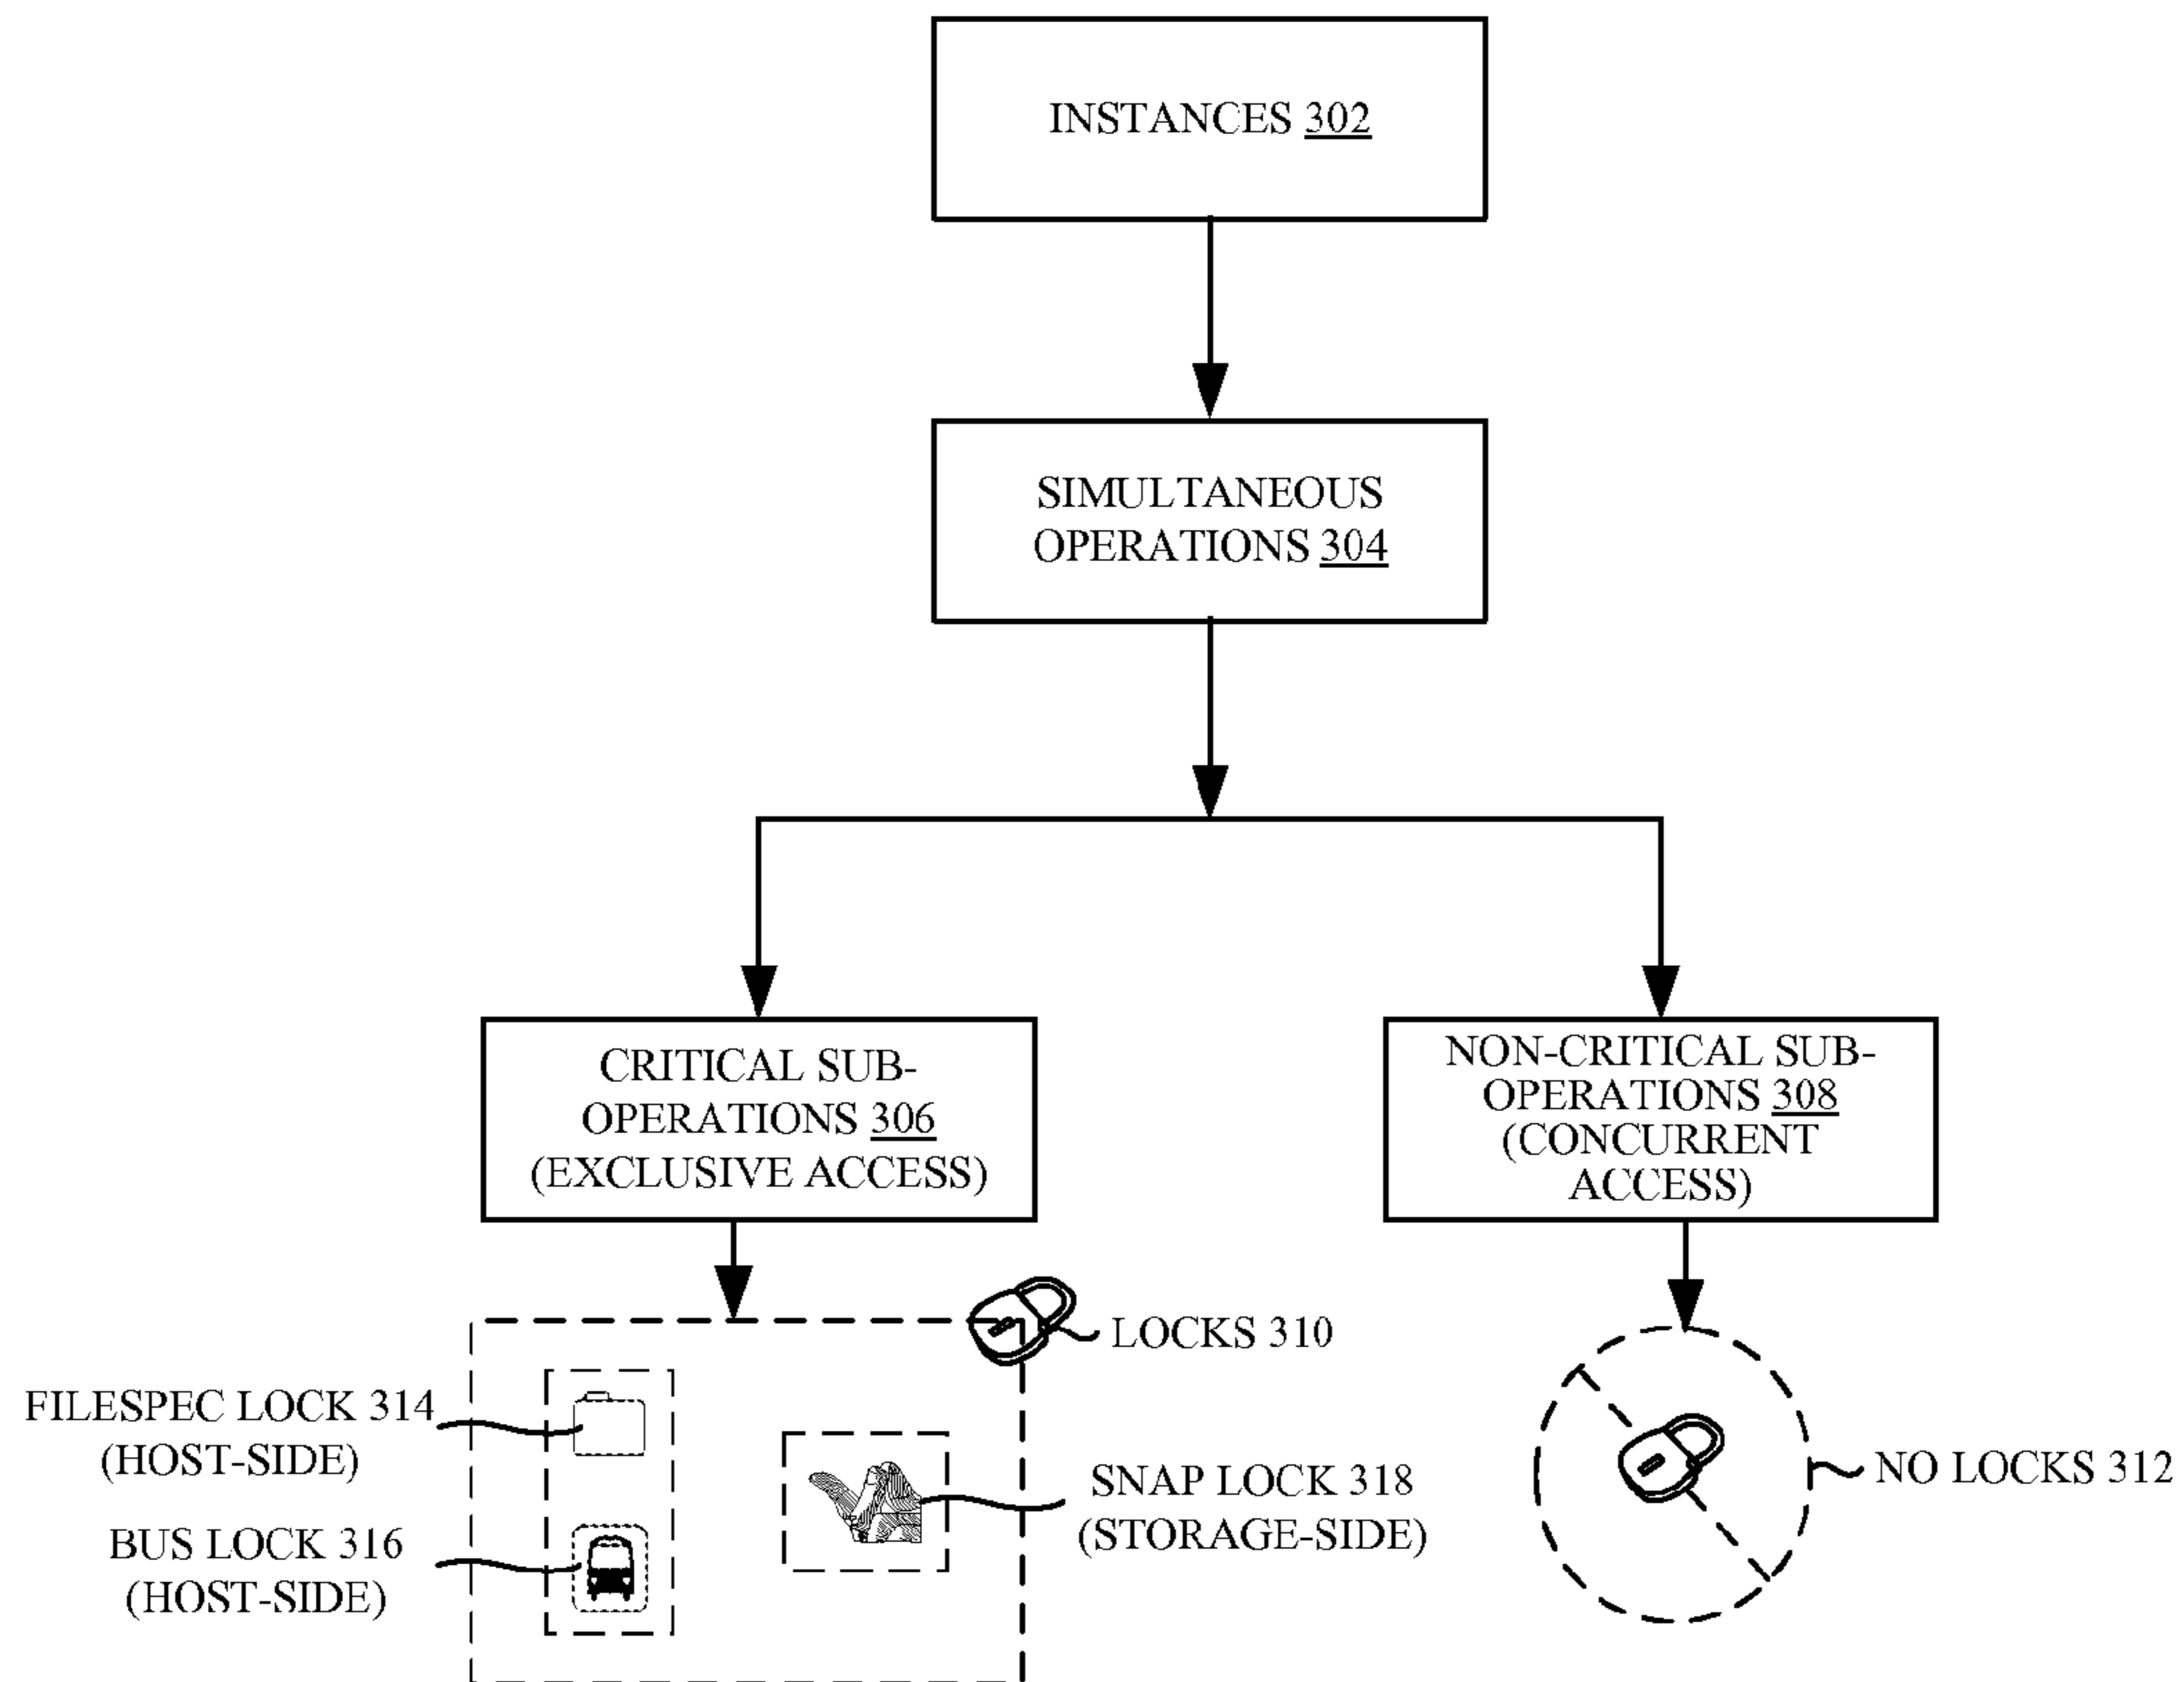 INSTANCES 302
SIMULTANEOUS
OPERATIONS 304
CRITICAL SUB-
OPERATIONS 306
(EXCLUSIVE ACCESS)
NON-CRITICAL SUB-
OPERATIONS 308
(CONCURRENT
ACCESS)
LOCKS 310
FILESPEC LOCK 314
(HOST-SIDE)
BUS LOCK 316
(HOST-SIDE)
SNAP LOCK 318
(STORAGE-SIDE)
NO LOCKS 312